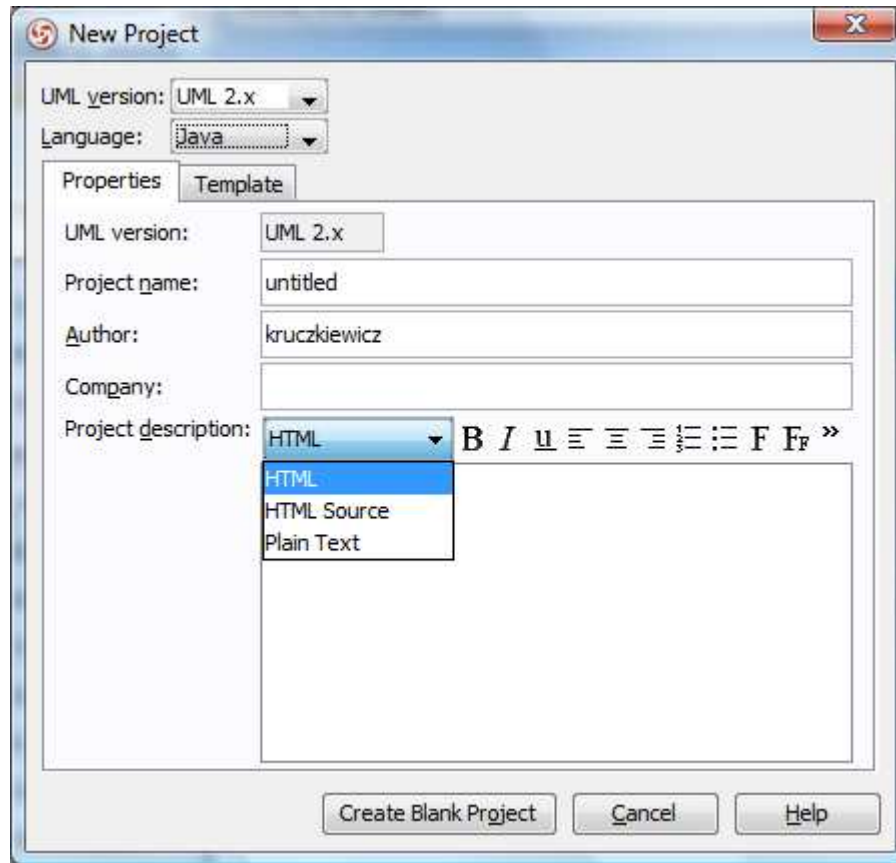 New Project
UML version: UML 2.x
Language: Java
Properties Template
UML version: UML 2.x
Project name: untitled
Author: kruczkiewicz
Company:
Project description: HTML B I u F FF »
HTML
HTML Source
Plain Text
Create Blank Project Cancel Help